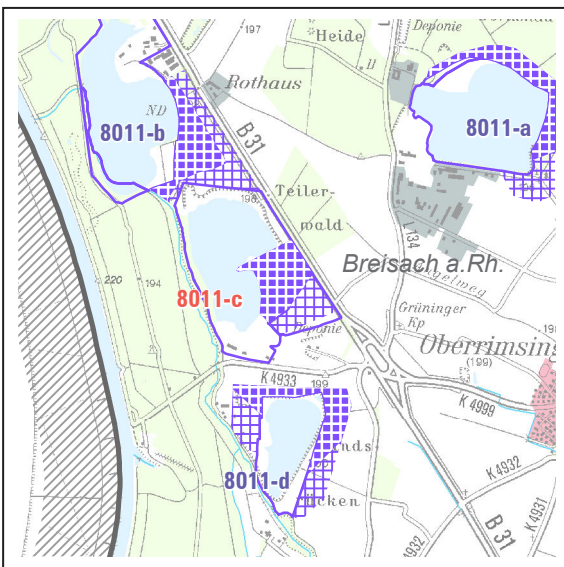 197
Heide
Deponie
Rothaus
ND
8011-b
8011-a
B 31
Teiler-
wald
198
134
Breisach a.Rh.
220
194
8011-c
Grüninger
Kp
Deponie
Oberrimsing
(199)
K 4933
199
K 4999
8011-d
K 4932
K 4931
B 31
K 4932